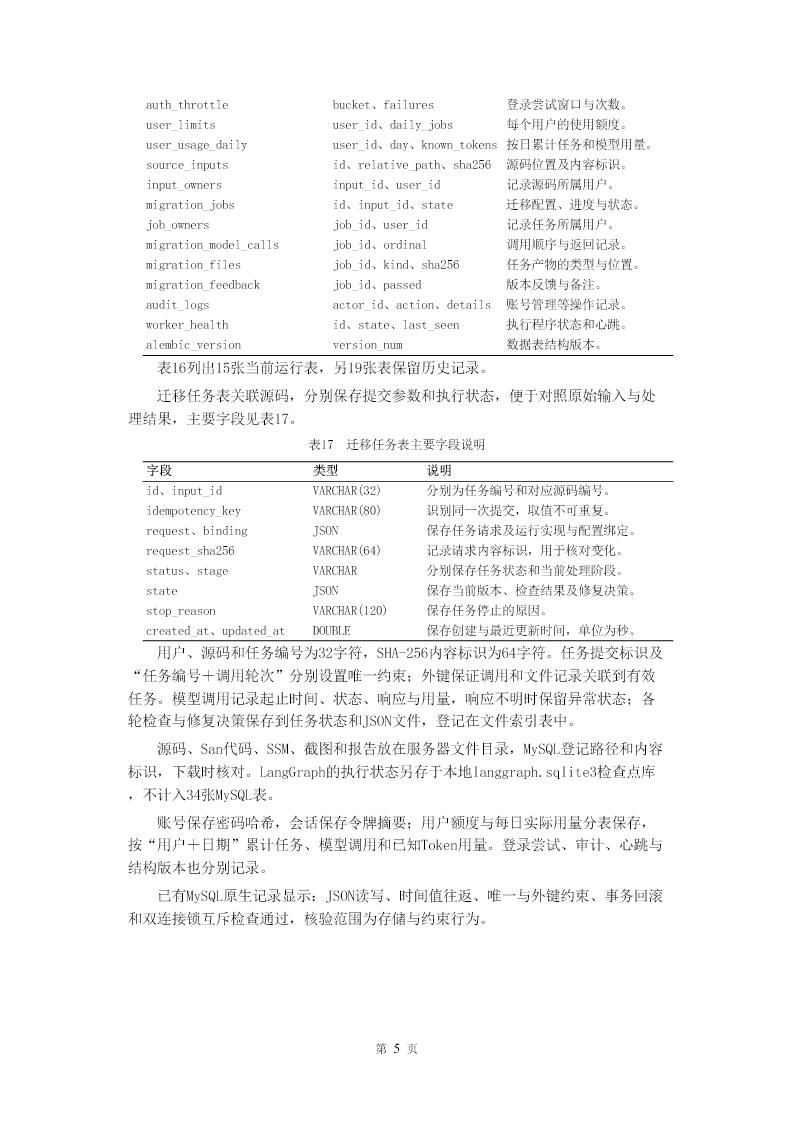 auth_throttle bucket、failures 登录尝试窗口与次数。
user_limits user_id、daily_jobs 每个用户的使用额度。
user_usage_daily user_id、day、known_tokens 按日累计任务和模型用量。
source_inputs id、relative_path、sha256 源码位置及内容标识。
input_owners input_id、user_id 记录源码所属用户。
migration_jobs id、input_id、state 迁移配置、进度与状态。
job_owners job_id、user_id 记录任务所属用户。
migration_model_calls job_id、ordinal 调用顺序与返回记录。
migration_files job_id、kind、sha256 任务产物的类型与位置。
migration_feedback job_id、passed 版本反馈与备注。
audit_logs actor_id、action、details 账号管理等操作记录。
worker_health id、state、last_seen 执行程序状态和心跳。
alembic_version version_num 数据表结构版本。
表16列出15张当前运行表，另19张表保留历史记录。
迁移任务表关联源码，分别保存提交参数和执行状态，便于对照原始输入与处
理结果，主要字段见表17。
表17 迁移任务表主要字段说明
字段 类型 说明
id、input_id VARCHAR(32) 分别为任务编号和对应源码编号。
idempotency_key VARCHAR(80) 识别同一次提交，取值不可重复。
request、binding JSON 保存任务请求及运行实现与配置绑定。
request_sha256 VARCHAR(64) 记录请求内容标识，用于核对变化。
status、stage VARCHAR 分别保存任务状态和当前处理阶段。
state JSON 保存当前版本、检查结果及修复决策。
stop_reason VARCHAR(120) 保存任务停止的原因。
created_at、updated_at DOUBLE 保存创建与最近更新时间，单位为秒。
用户、源码和任务编号为32字符，SHA-256内容标识为64字符。任务提交标识及
“任务编号＋调用轮次”分别设置唯一约束；外键保证调用和文件记录关联到有效
任务。模型调用记录起止时间、状态、响应与用量，响应不明时保留异常状态；各
轮检查与修复决策保存到任务状态和JSON文件，登记在文件索引表中。
源码、San代码、SSM、截图和报告放在服务器文件目录，MySQL登记路径和内容
标识，下载时核对。LangGraph的执行状态另存于本地langgraph.sqlite3检查点库
，不计入34张MySQL表。
账号保存密码哈希，会话保存令牌摘要；用户额度与每日实际用量分表保存，
按“用户＋日期”累计任务、模型调用和已知Token用量。登录尝试、审计、心跳与
结构版本也分别记录。
已有MySQL原生记录显示：JSON读写、时间值往返、唯一与外键约束、事务回滚
和双连接锁互斥检查通过，核验范围为存储与约束行为。
第 5 页